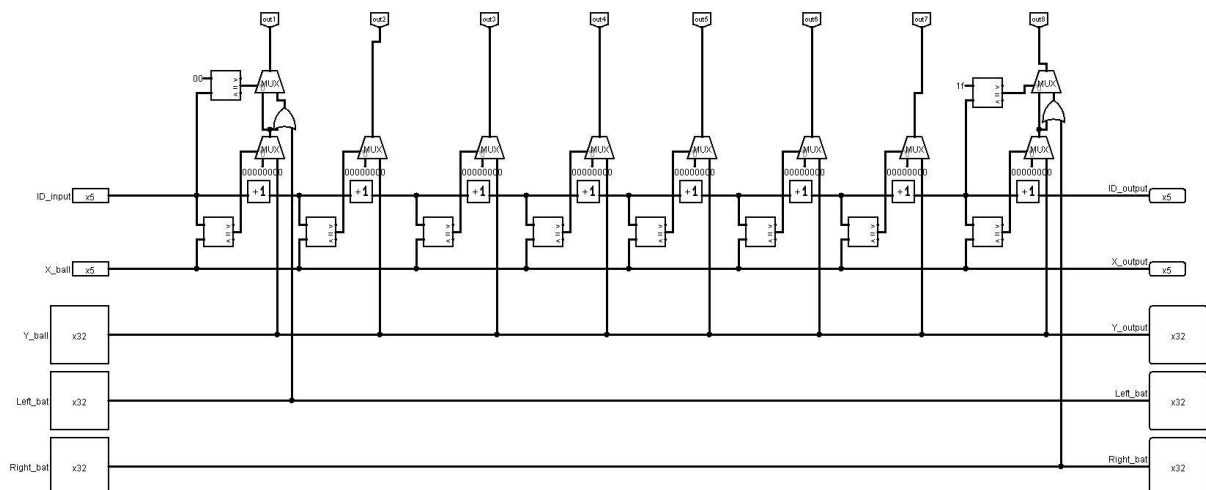 out1 out2 out3 out4 out5 out6 out7 out8
00 MUX 1f MUX
MUX MUX MUX MUX MUX MUX MUX MUX
00000000 00000000 00000000 00000000 00000000 00000000 00000000 00000000
ID_input x5 +1 +1 +1 +1 +1 +1 +1 +1 ID_output x5
X_ball x5 X_output x5
Y_ball x32 Y_output x32
Left_bat x32 Left_bat x32
Right_bat x32 Right_bat x32